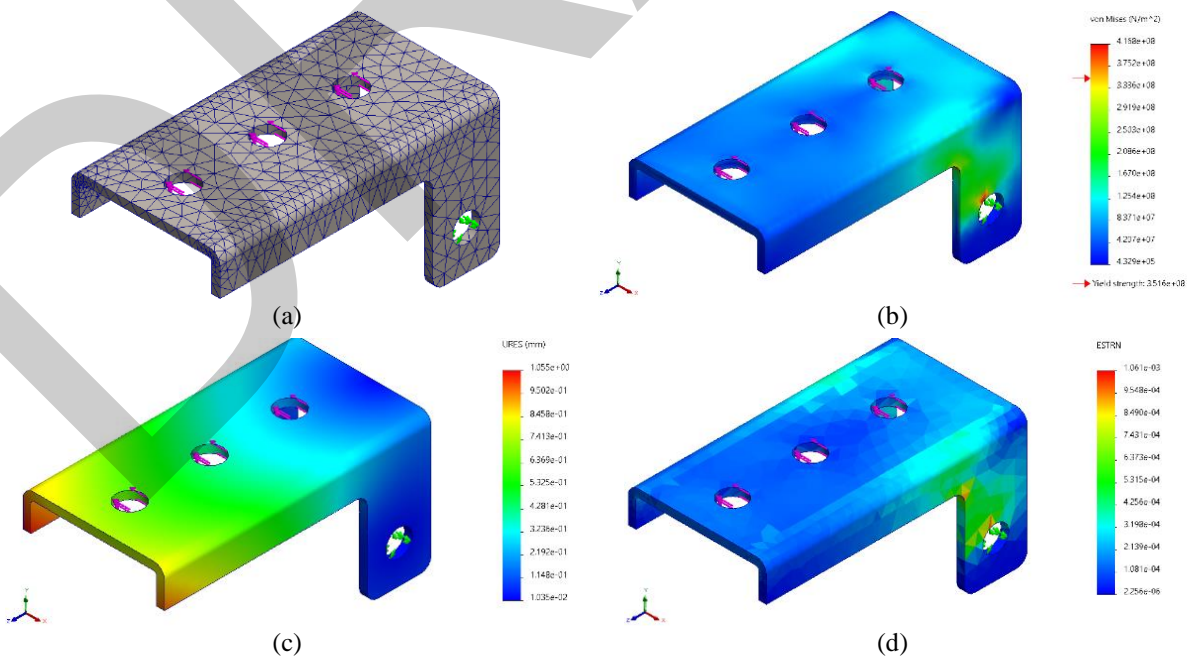 von Mises (N/m^2)
4.168e+08
3.752e+08
3.336e+08
2.919e+08
2.503e+08
2.086e+08
1.670e+08
1.254e+08
8.371e+07
4.207e+07
4.329e+05
Yield strength: 3.516e+08
(a)
(b)
URES (mm)
1.055e+00
9.502e-01
8.458e-01
7.413e-01
6.369e-01
5.325e-01
4.281e-01
3.236e-01
2.192e-01
1.148e-01
1.035e-02
(c)
ESTRN
1.061e-03
9.548e-04
8.490e-04
7.431e-04
6.373e-04
5.315e-04
4.256e-04
3.198e-04
2.139e-04
1.081e-04
2.256e-06
(d)